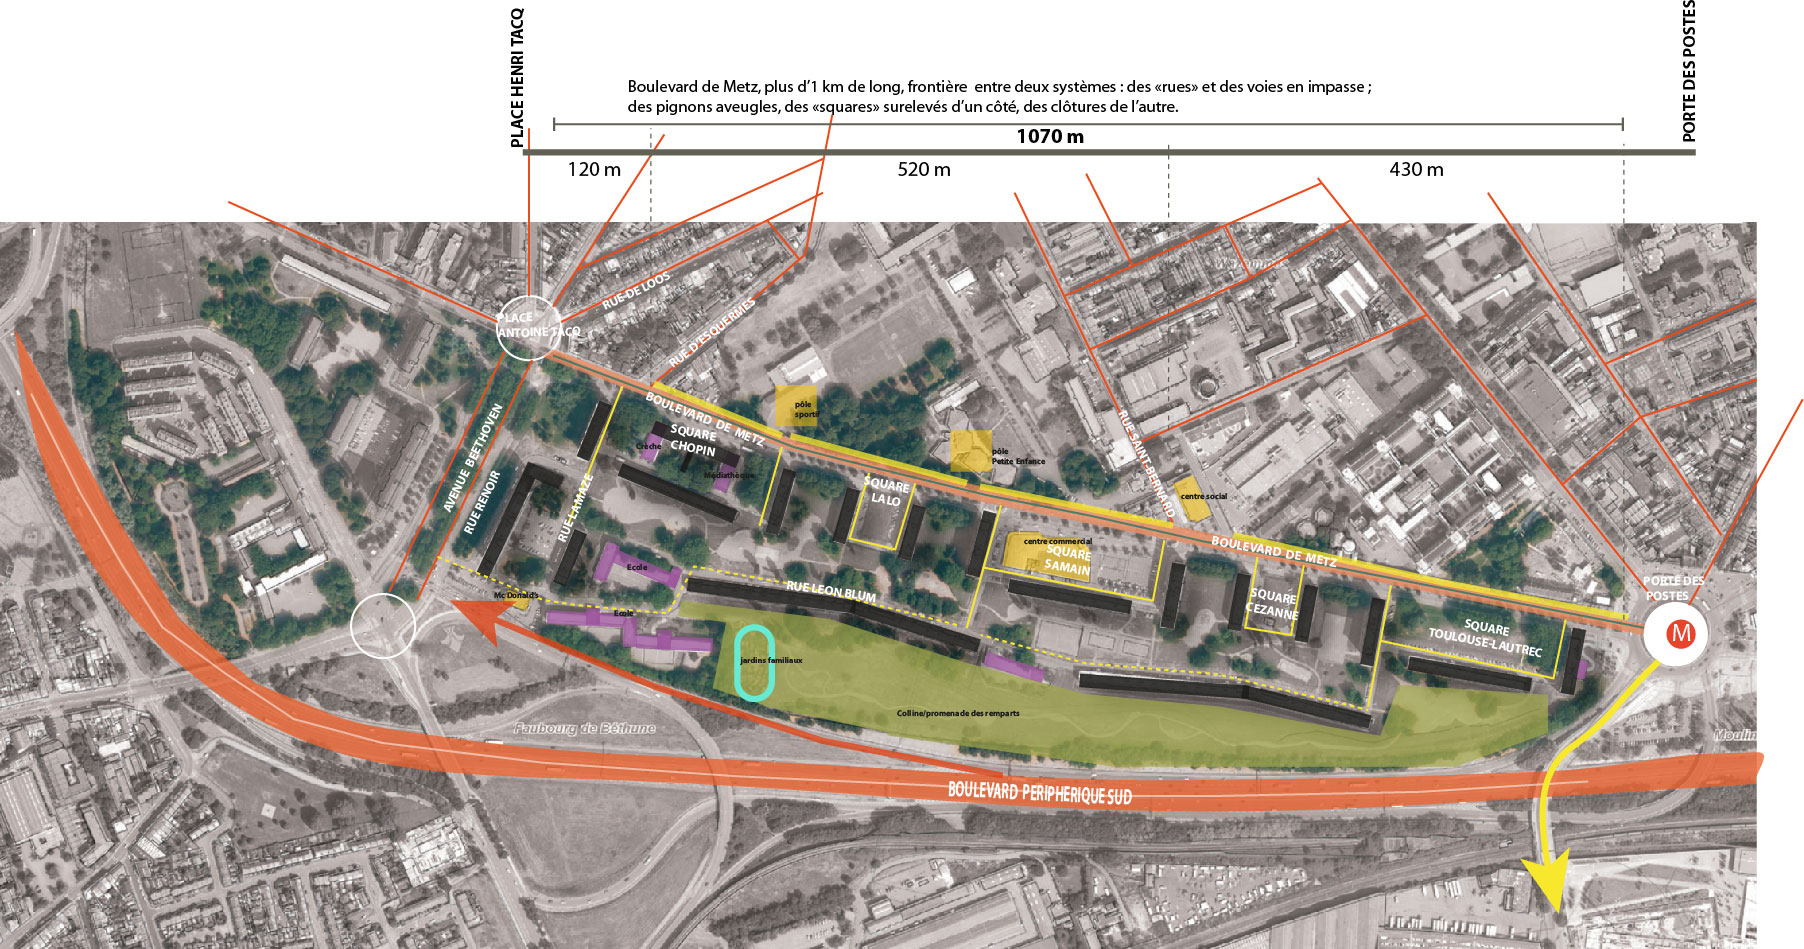 PLACE HENRI TACQ
PORTE DES POSTES
Boulevard de Metz, plus d’1 km de long, frontière entre deux systèmes : des «rues» et des voies en impasse ;
des pignons aveugles, des «squares» surelevés d’un côté, des clôtures de l’autre.
1070 m
120 m
520 m
430 m
Wazemmes
RUE DE LOOS
PLACE
ANTOINE TACQ
RUE D'ESQUERMES
BOULEVARD DE METZ
pôle
sportif
AVENUE BEETHOVEN
RUE RENOIR
RUE LAMAZE
Crèche
SQUARE
CHOPIN
Médiathèque
SQUARE
LALO
pôle
Petite Enfance
RUE SAINT-BERNARD
centre social
centre commercial
SQUARE
SAMAIN
BOULEVARD DE METZ
Ecole
Mc Donald's
Ecole
RUE LEON BLUM
SQUARE
CEZANNE
SQUARE
TOULOUSE-LAUTREC
PORTE DES
POSTES
M
jardins familiaux
Colline/promenade des remparts
Faubourg de Béthune
Moulin
BOULEVARD PERIPHERIQUE SUD